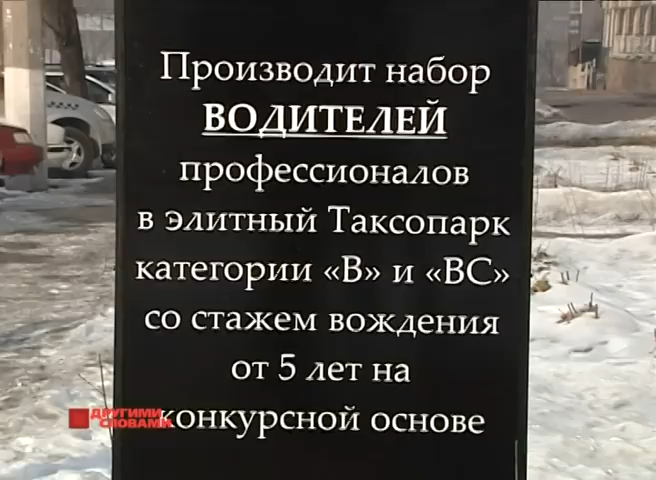 Производит набор
ВОДИТЕЛЕЙ
профессионалов
в элитный Таксопарк
категории «В» и «ВС»
со стажем вождения
от 5 лет на
конкурсной основе
ДРУГИМИ
СЛОВАМИ